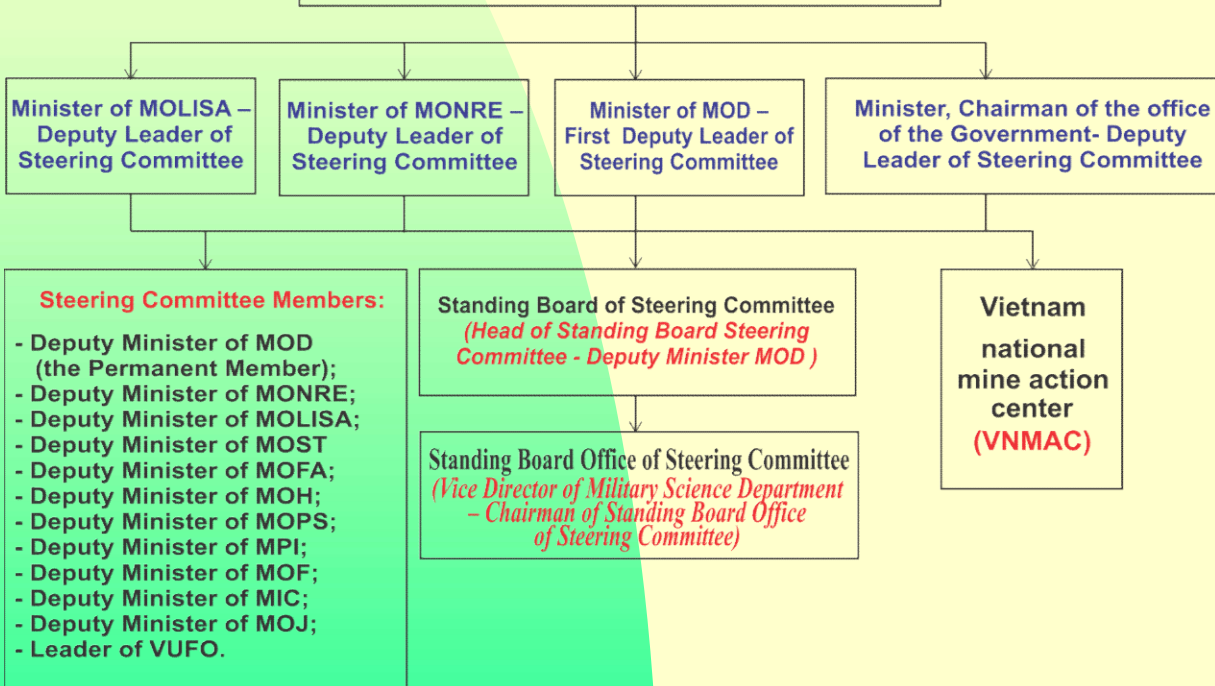 Minister of MOLISA –
Deputy Leader of
Steering Committee
Minister of MONRE –
Deputy Leader of
Steering Committee
Minister of MOD –
First Deputy Leader of
Steering Committee
Minister, Chairman of the office
of the Government- Deputy
Leader of Steering Committee
Steering Committee Members:
- Deputy Minister of MOD
(the Permanent Member);
- Deputy Minister of MONRE;
- Deputy Minister of MOLISA;
- Deputy Minister of MOST
- Deputy Minister of MOFA;
- Deputy Minister of MOH;
- Deputy Minister of MOPS;
- Deputy Minister of MPI;
- Deputy Minister of MOF;
- Deputy Minister of MIC;
- Deputy Minister of MOJ;
- Leader of VUFO.
Standing Board of Steering Committee
(Head of Standing Board Steering
Committee - Deputy Minister MOD )
Standing Board Office of Steering Committee
(Vice Director of Military Science Department
– Chairman of Standing Board Office
of Steering Committee)
Vietnam
national
mine action
center
(VNMAC)